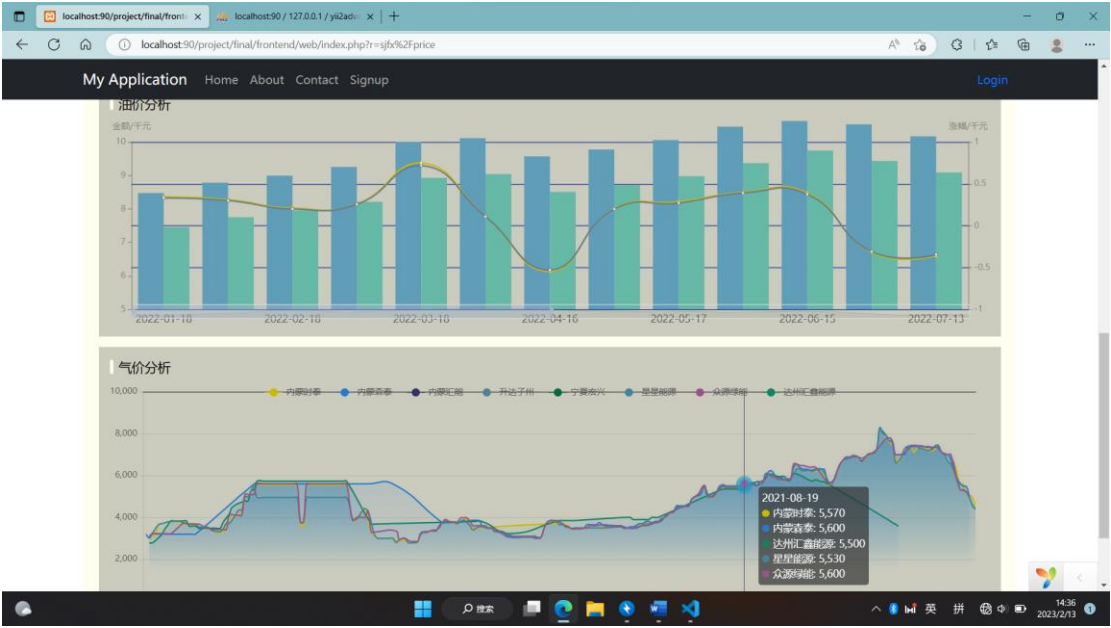 localhost:90/project/final/fronte
localhost:90 / 127.0.0.1 / yii2adv
localhost:90/project/final/frontend/web/index.php?r=sjfx%2Fprice
My Application Home About Contact Signup Login
油价分析
金额/千元 涨幅/千元
10
9
8
7
6
5
1
0.5
0
-0.5
-1
2022-01-18 2022-02-18 2022-03-18 2022-04-16 2022-05-17 2022-06-15 2022-07-13
气价分析
内蒙时泰 内蒙森泰 内蒙汇能 升达子州 宁夏宏兴 星星能源 众源绿能 达州汇鑫能源
10,000
8,000
6,000
4,000
2,000
2021-08-19
内蒙时泰: 5,570
内蒙森泰: 5,600
达州汇鑫能源: 5,500
星星能源: 5,530
众源绿能: 5,600
搜索
英 拼
14:36
2023/2/13